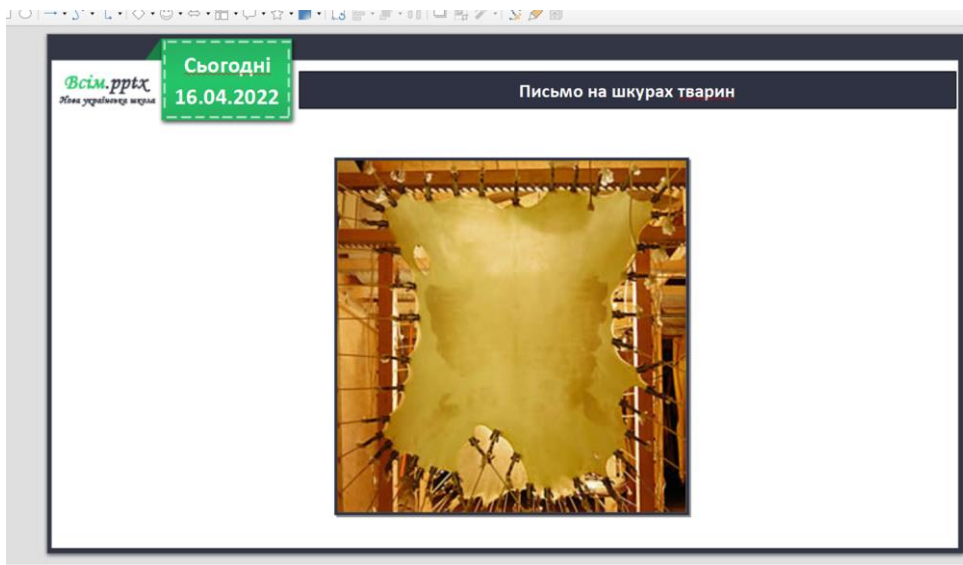 Всім.pptx
Нова українська школа
Сьогодні
16.04.2022
Письмо на шкурах тварин